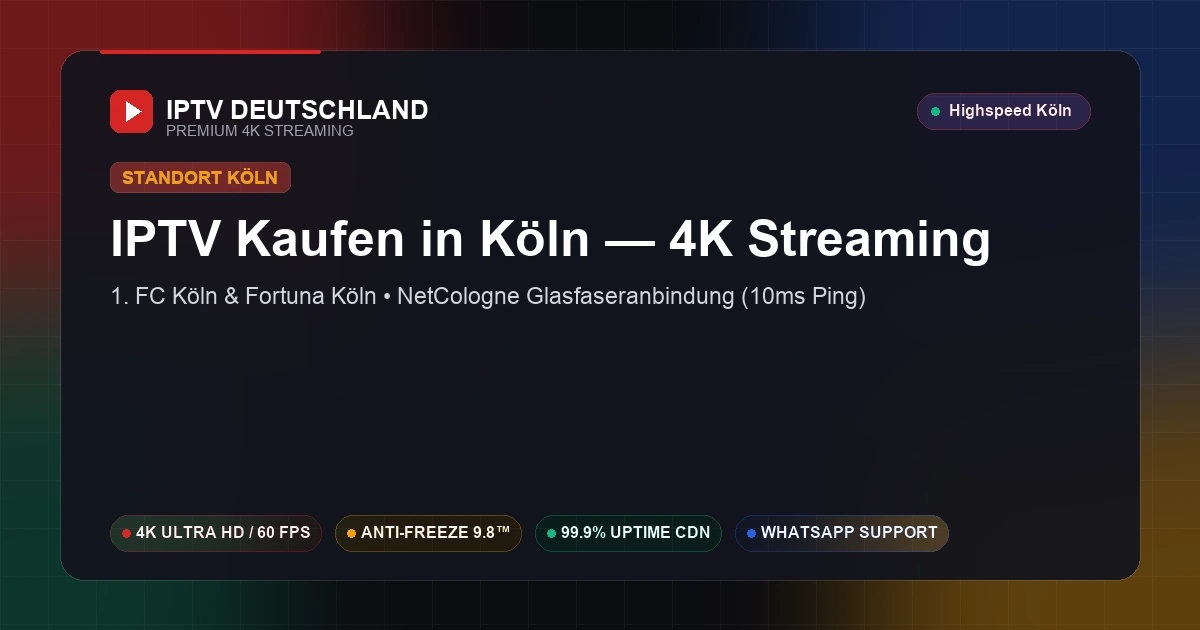 IPTV DEUTSCHLAND
PREMIUM 4K STREAMING
Highspeed Köln
STANDORT KÖLN
IPTV Kaufen in Köln — 4K Streaming
1. FC Köln & Fortuna Köln • NetCologne Glasfaseranbindung (10ms Ping)
4K ULTRA HD / 60 FPS
ANTI-FREEZE 9.8™
99.9% UPTIME CDN
WHATSAPP SUPPORT